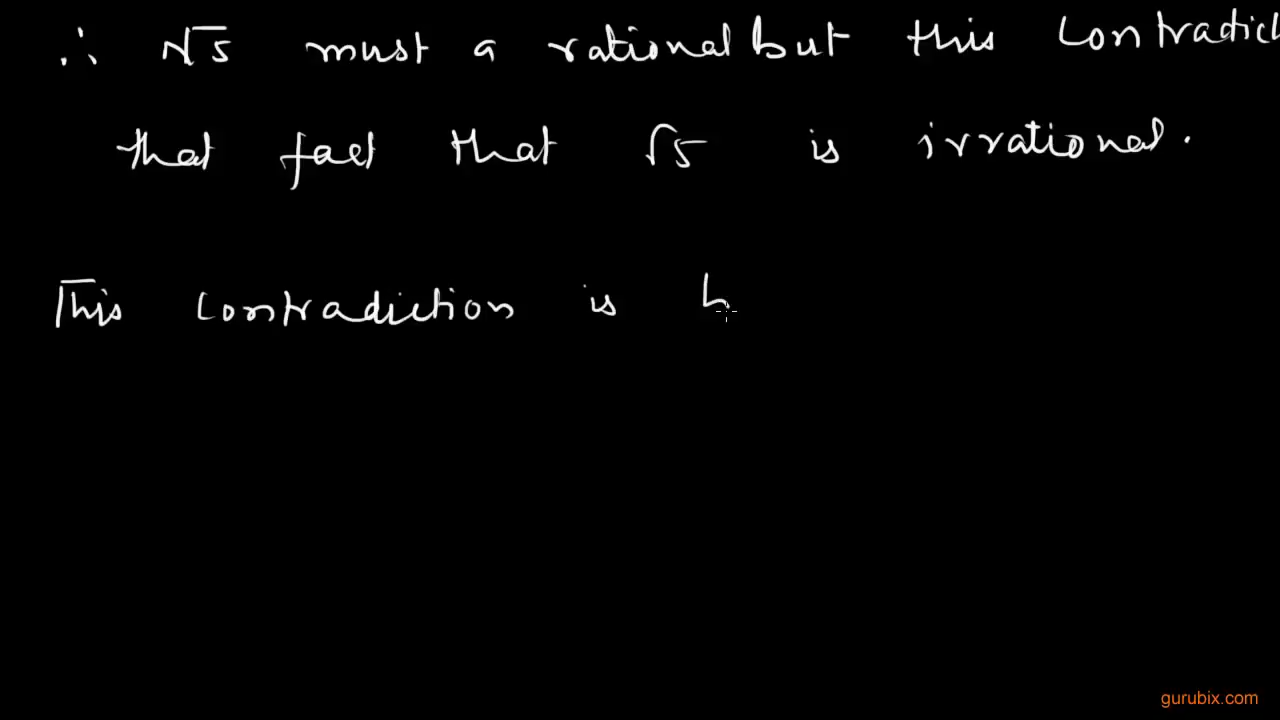 ∴ √5 must a rational but this contradict
that fact that √5 is irrational.
This contradiction is b
gurubix.com